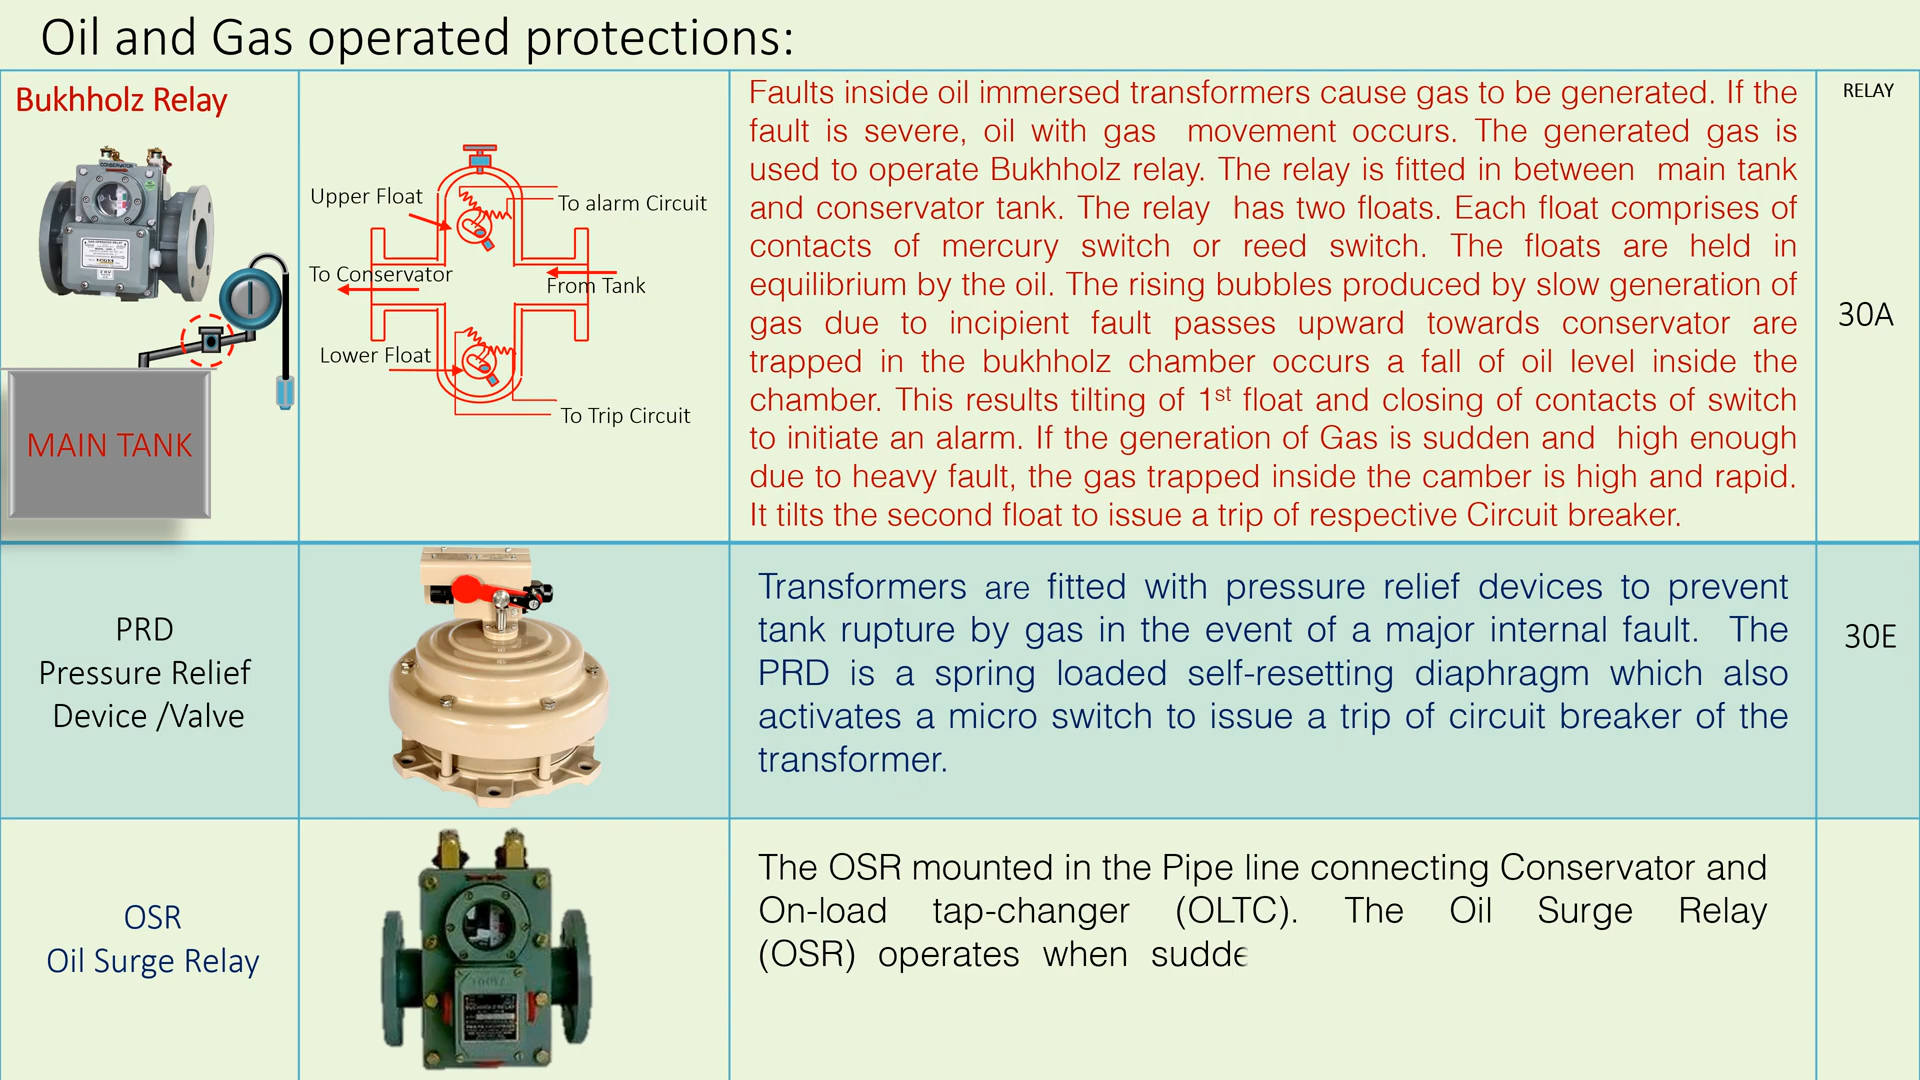 Oil and Gas operated protections:
Bukhholz Relay
MAIN TANK
Upper Float
To alarm Circuit
To Conservator
From Tank
Lower Float
To Trip Circuit
Faults inside oil immersed transformers cause gas to be generated. If the
fault is severe, oil with gas movement occurs. The generated gas is
used to operate Bukhholz relay. The relay is fitted in between main tank
and conservator tank. The relay has two floats. Each float comprises of
contacts of mercury switch or reed switch. The floats are held in
equilibrium by the oil. The rising bubbles produced by slow generation of
gas due to incipient fault passes upward towards conservator are
trapped in the bukhholz chamber occurs a fall of oil level inside the
chamber. This results tilting of 1st float and closing of contacts of switch
to initiate an alarm. If the generation of Gas is sudden and high enough
due to heavy fault, the gas trapped inside the camber is high and rapid.
It tilts the second float to issue a trip of respective Circuit breaker.
RELAY
30A
PRD
Pressure Relief
Device /Valve
Transformers are fitted with pressure relief devices to prevent
tank rupture by gas in the event of a major internal fault. The
PRD is a spring loaded self-resetting diaphragm which also
activates a micro switch to issue a trip of circuit breaker of the
transformer.
30E
OSR
Oil Surge Relay
The OSR mounted in the Pipe line connecting Conservator and
On-load tap-changer (OLTC). The Oil Surge Relay
(OSR) operates when sudde